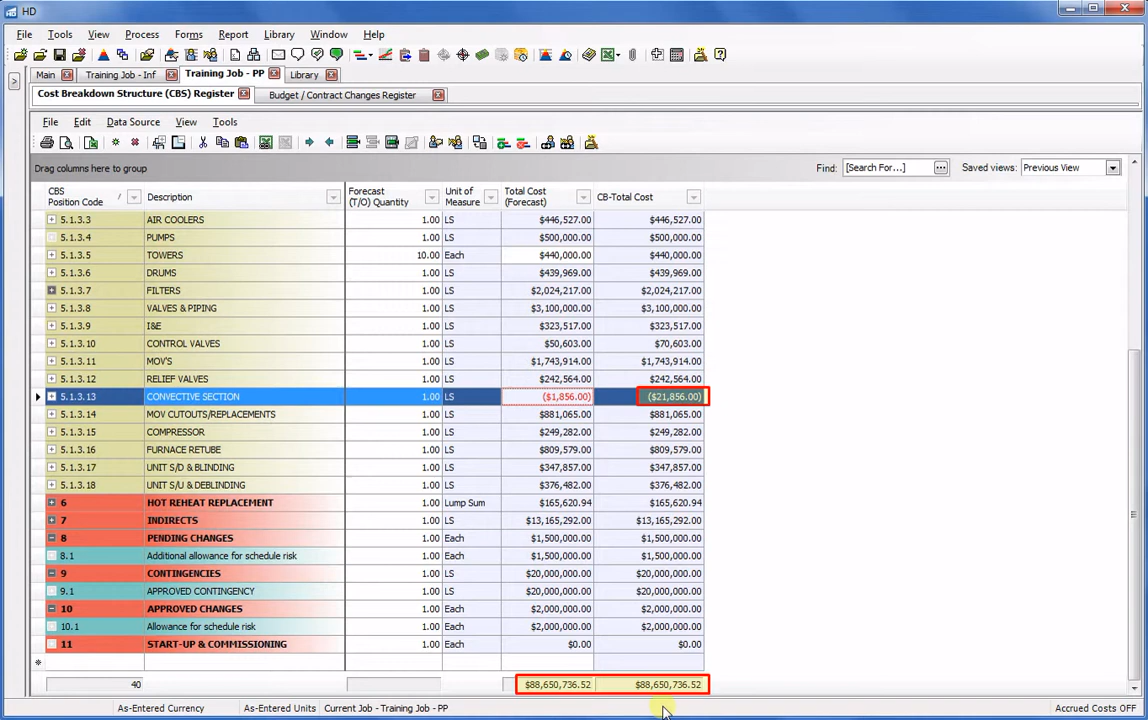 HD
File Tools View Process Forms Report Library Window Help
Main Training Job - Inf Training Job - PP Library
Cost Breakdown Structure (CBS) Register Budget / Contract Changes Register
File Edit Data Source View Tools
Drag columns here to group Find: [Search For...] Saved views: Previous View
CBS Position Code Description Forecast (T/O) Quantity Unit of Measure Total Cost (Forecast) CB-Total Cost
5.1.3.3 AIR COOLERS 1.00 LS $446,527.00 $446,527.00
5.1.3.4 PUMPS 1.00 LS $500,000.00 $500,000.00
5.1.3.5 TOWERS 10.00 Each $440,000.00 $440,000.00
5.1.3.6 DRUMS 1.00 LS $439,969.00 $439,969.00
5.1.3.7 FILTERS 1.00 LS $2,024,217.00 $2,024,217.00
5.1.3.8 VALVES & PIPING 1.00 LS $3,100,000.00 $3,100,000.00
5.1.3.9 I&E 1.00 LS $323,517.00 $323,517.00
5.1.3.10 CONTROL VALVES 1.00 LS $50,603.00 $70,603.00
5.1.3.11 MOV'S 1.00 LS $1,743,914.00 $1,743,914.00
5.1.3.12 RELIEF VALVES 1.00 LS $242,564.00 $242,564.00
5.1.3.13 CONVECTIVE SECTION 1.00 LS ($1,856.00) ($21,856.00)
5.1.3.14 MOV CUTOUTS/REPLACEMENTS 1.00 LS $881,065.00 $881,065.00
5.1.3.15 COMPRESSOR 1.00 LS $249,282.00 $249,282.00
5.1.3.16 FURNACE RETUBE 1.00 LS $809,579.00 $809,579.00
5.1.3.17 UNIT S/D & BLINDING 1.00 LS $347,857.00 $347,857.00
5.1.3.18 UNIT S/U & DEBLINDING 1.00 LS $376,482.00 $376,482.00
6 HOT REHEAT REPLACEMENT 1.00 Lump Sum $165,620.94 $165,620.94
7 INDIRECTS 1.00 LS $13,165,292.00 $13,165,292.00
8 PENDING CHANGES 1.00 Each $1,500,000.00 $1,500,000.00
8.1 Additional allowance for schedule risk 1.00 LS $1,500,000.00 $1,500,000.00
9 CONTINGENCIES 1.00 LS $20,000,000.00 $20,000,000.00
9.1 APPROVED CONTINGENCY 1.00 LS $20,000,000.00 $20,000,000.00
10 APPROVED CHANGES 1.00 Each $2,000,000.00 $2,000,000.00
10.1 Allowance for schedule risk 1.00 Each $2,000,000.00 $2,000,000.00
11 START-UP & COMMISSIONING 1.00 Each $0.00 $0.00
40 $88,650,736.52 $88,650,736.52
As-Entered Currency As-Entered Units Current Job - Training Job - PP Accrued Costs OFF